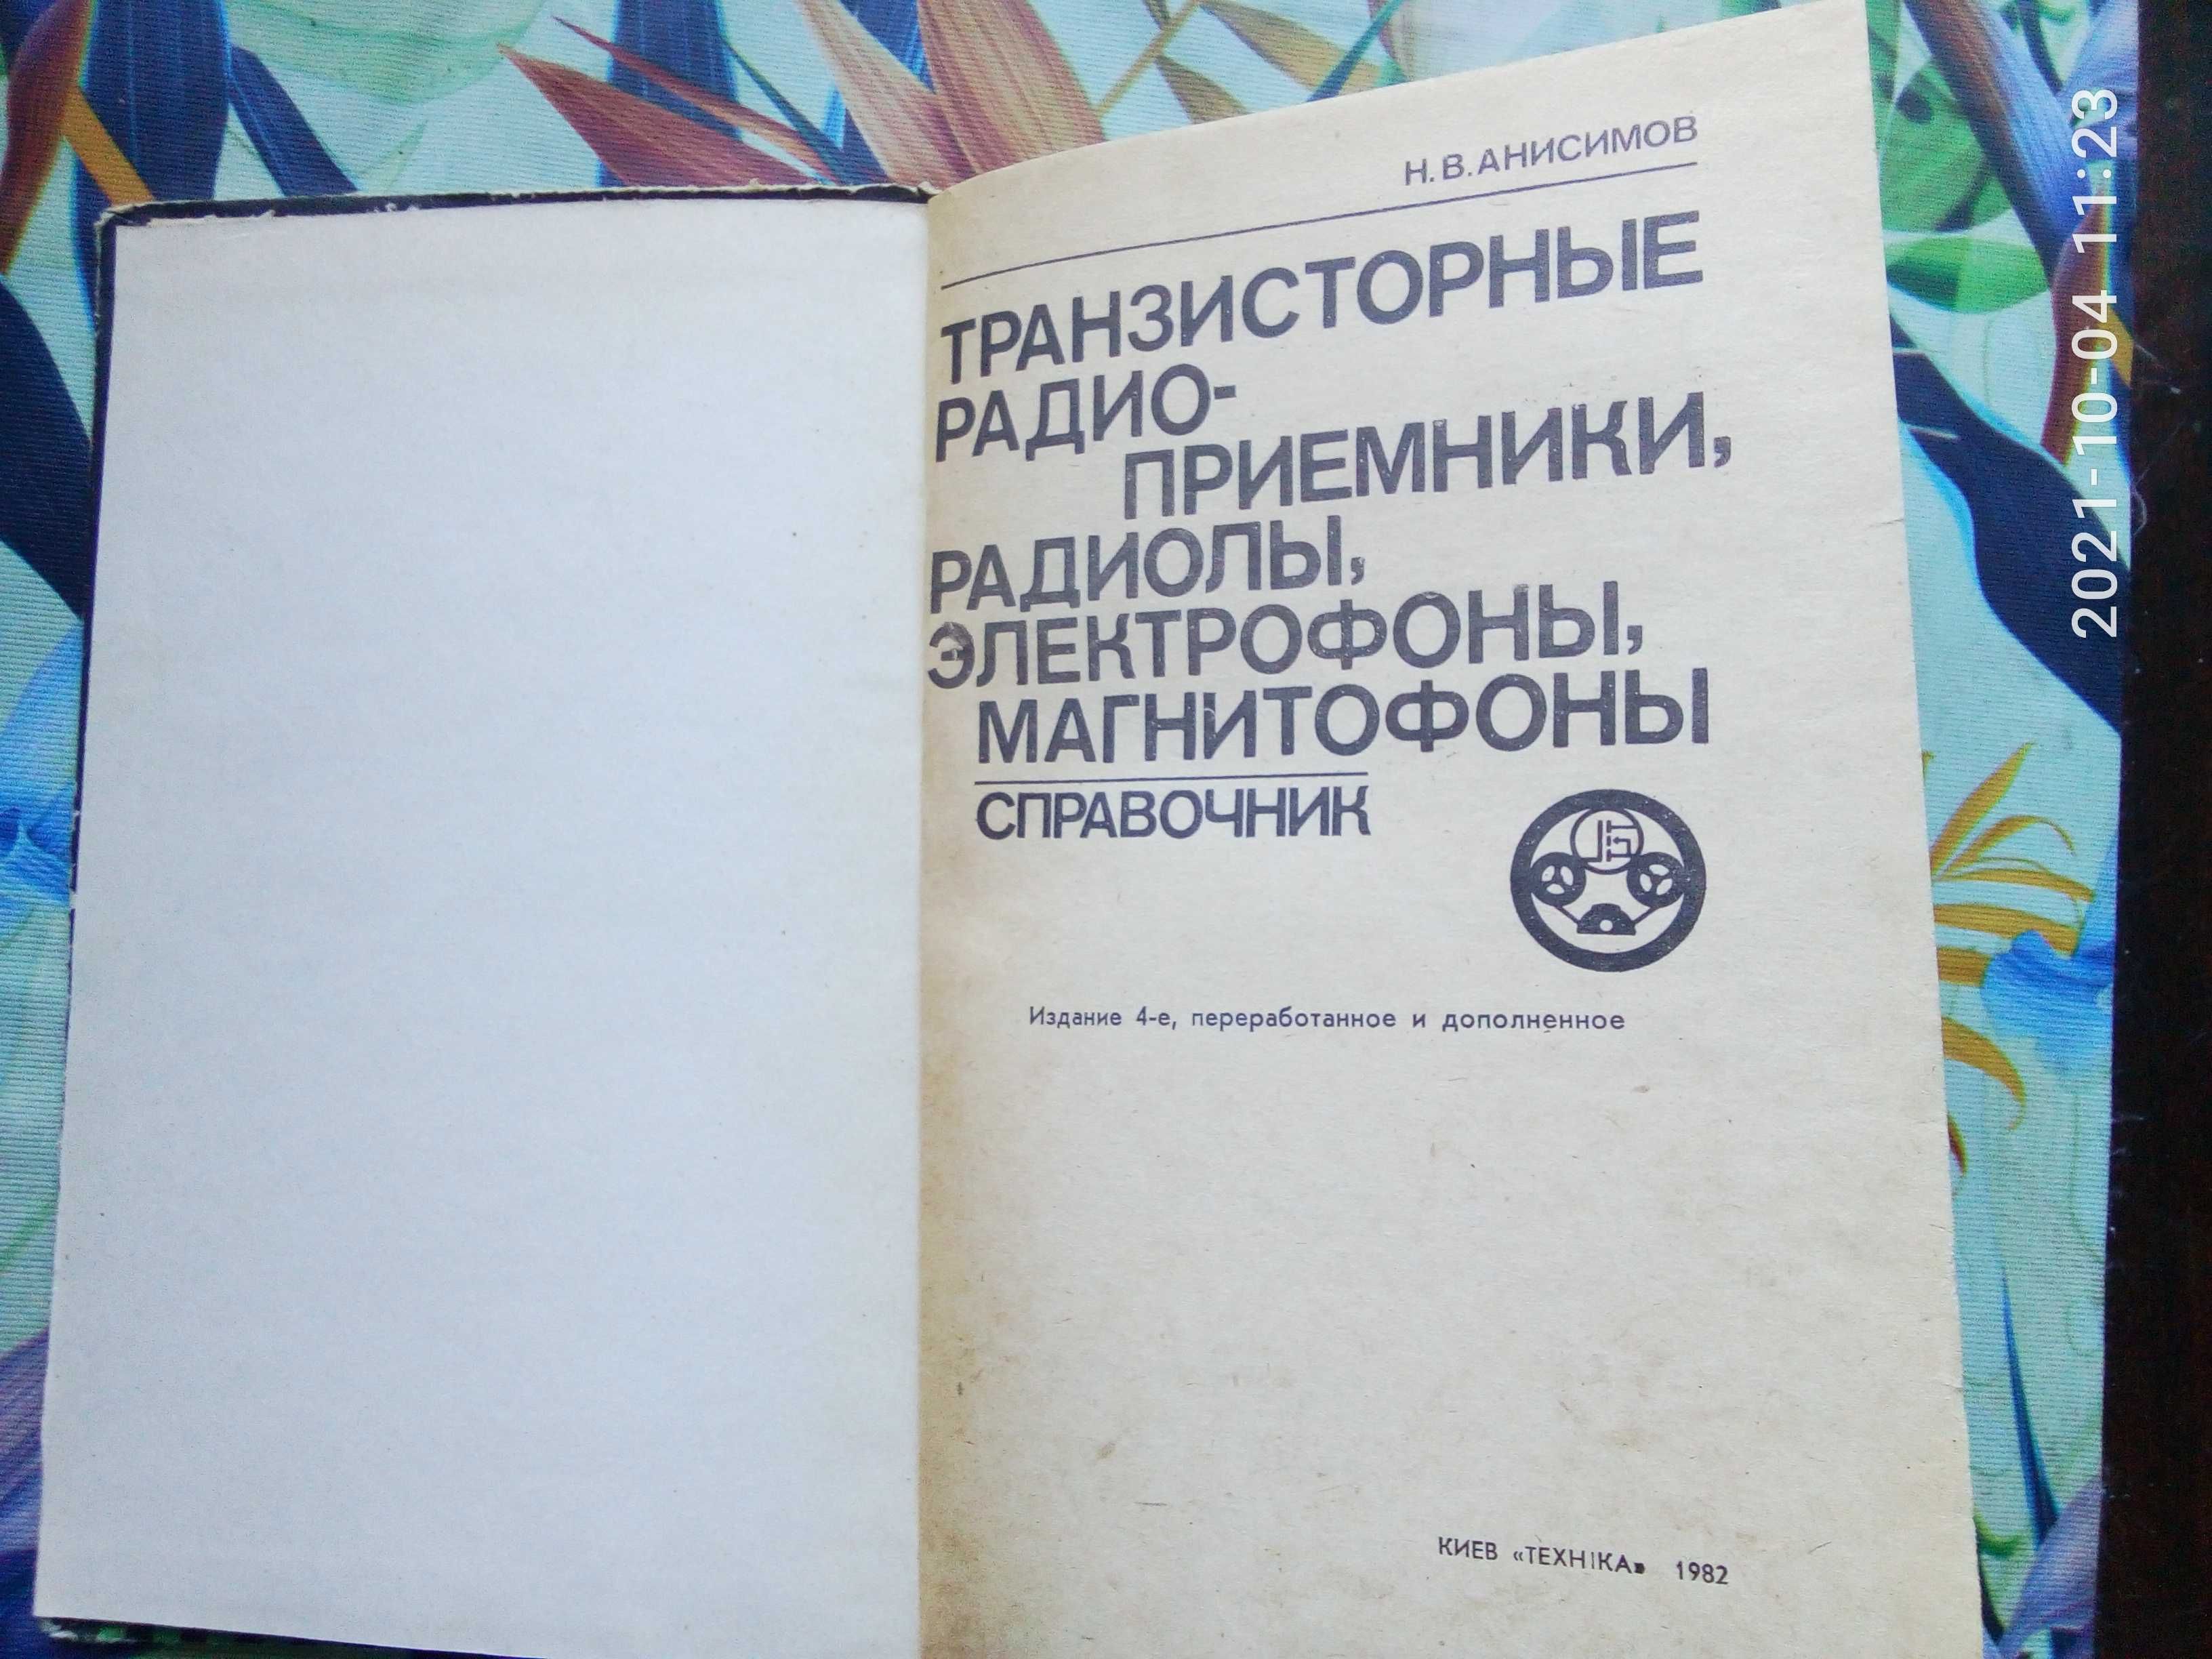 Н. В. АНИСИМОВ
ТРАНЗИСТОРНЫЕ
РАДИО-
ПРИЕМНИКИ,
РАДИОЛЫ,
ЭЛЕКТРОФОНЫ,
МАГНИТОФОНЫ
СПРАВОЧНИК
Издание 4-е, переработанное и дополненное
КИЕВ «ТЕХНІКА» 1982
2021-10-04 11:23